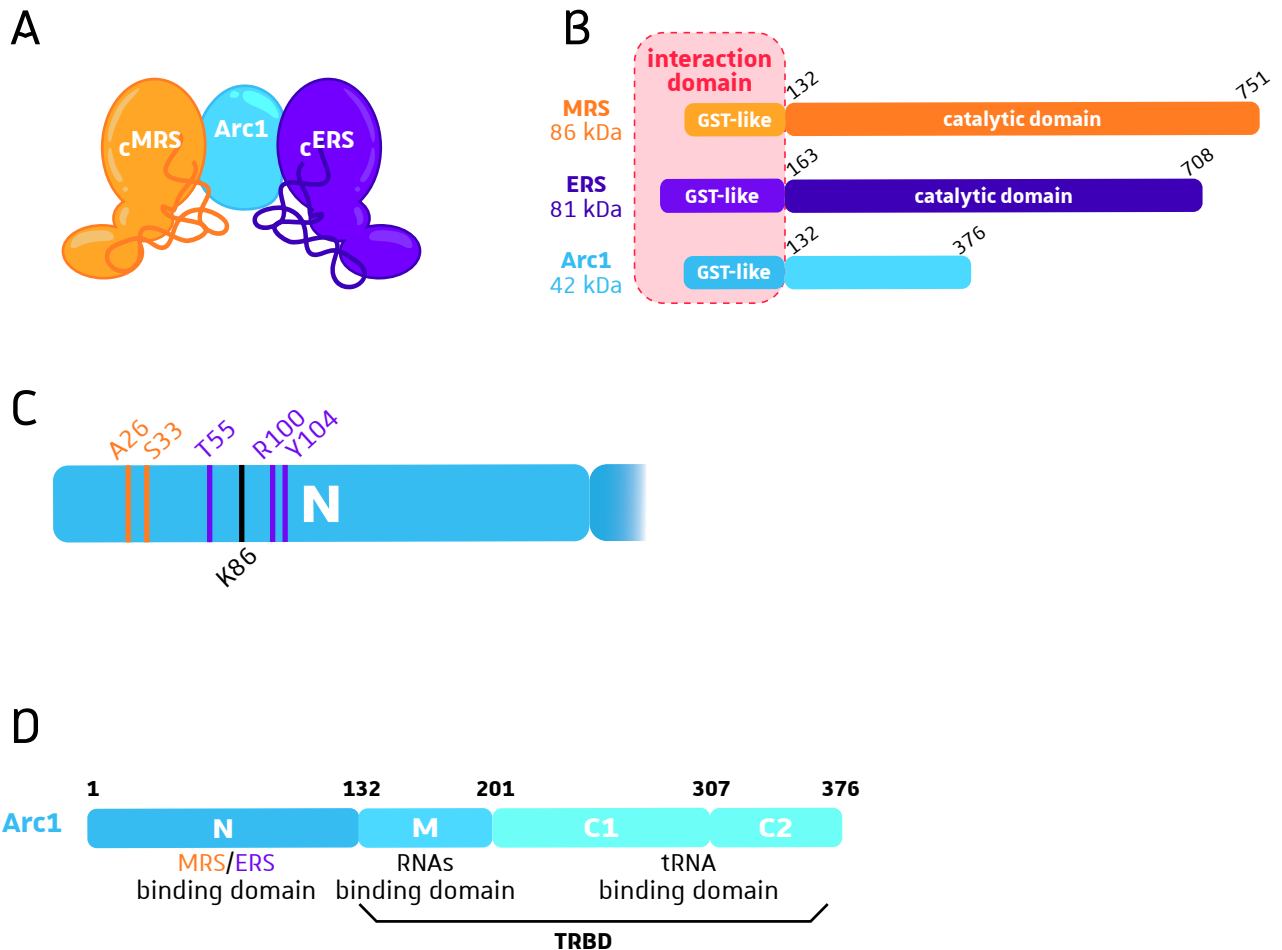 A
cMRS
Arc1
cERS
B
interaction
domain
MRS
86 kDa
GST-like
132
catalytic domain
751
ERS
81 kDa
GST-like
163
catalytic domain
708
Arc1
42 kDa
GST-like
132
376
C
A26
S33
T55
R100
Y104
N
K86
D
1
132
201
307
376
Arc1
N
M
C1
C2
MRS/ERS
binding domain
RNAs
binding domain
tRNA
binding domain
TRBD